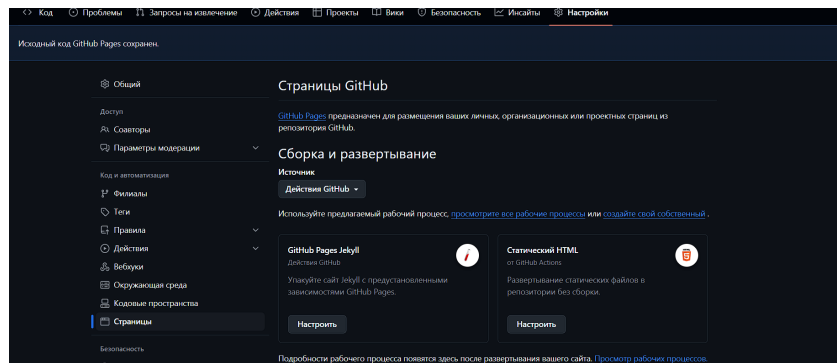 Код Проблемы Запросы на извлечение Действия Проекты Вики Безопасность Инсайты Настройки
Исходный код GitHub Pages сохранен.
Общий
Доступ
Соавторы
Параметры модерации
Код и автоматизация
Филиалы
Теги
Правила
Действия
Вебхуки
Окружающая среда
Кодовые пространства
Страницы
Безопасность
Страницы GitHub
GitHub Pages предназначен для размещения ваших личных, организационных или проектных страниц из
репозитория GitHub.
Сборка и развертывание
Источник
Действия GitHub
Используйте предлагаемый рабочий процесс, просмотрите все рабочие процессы или создайте свой собственный .
GitHub Pages Jekyll
Действия GitHub
Упакуйте сайт Jekyll с предустановленными
зависимостями GitHub Pages.
Настроить
Статический HTML
от GitHub Actions
Развертывание статических файлов в
репозитории без сборки.
Настроить
Подробности рабочего процесса появятся здесь после развертывания вашего сайта. Просмотр рабочих процессов.